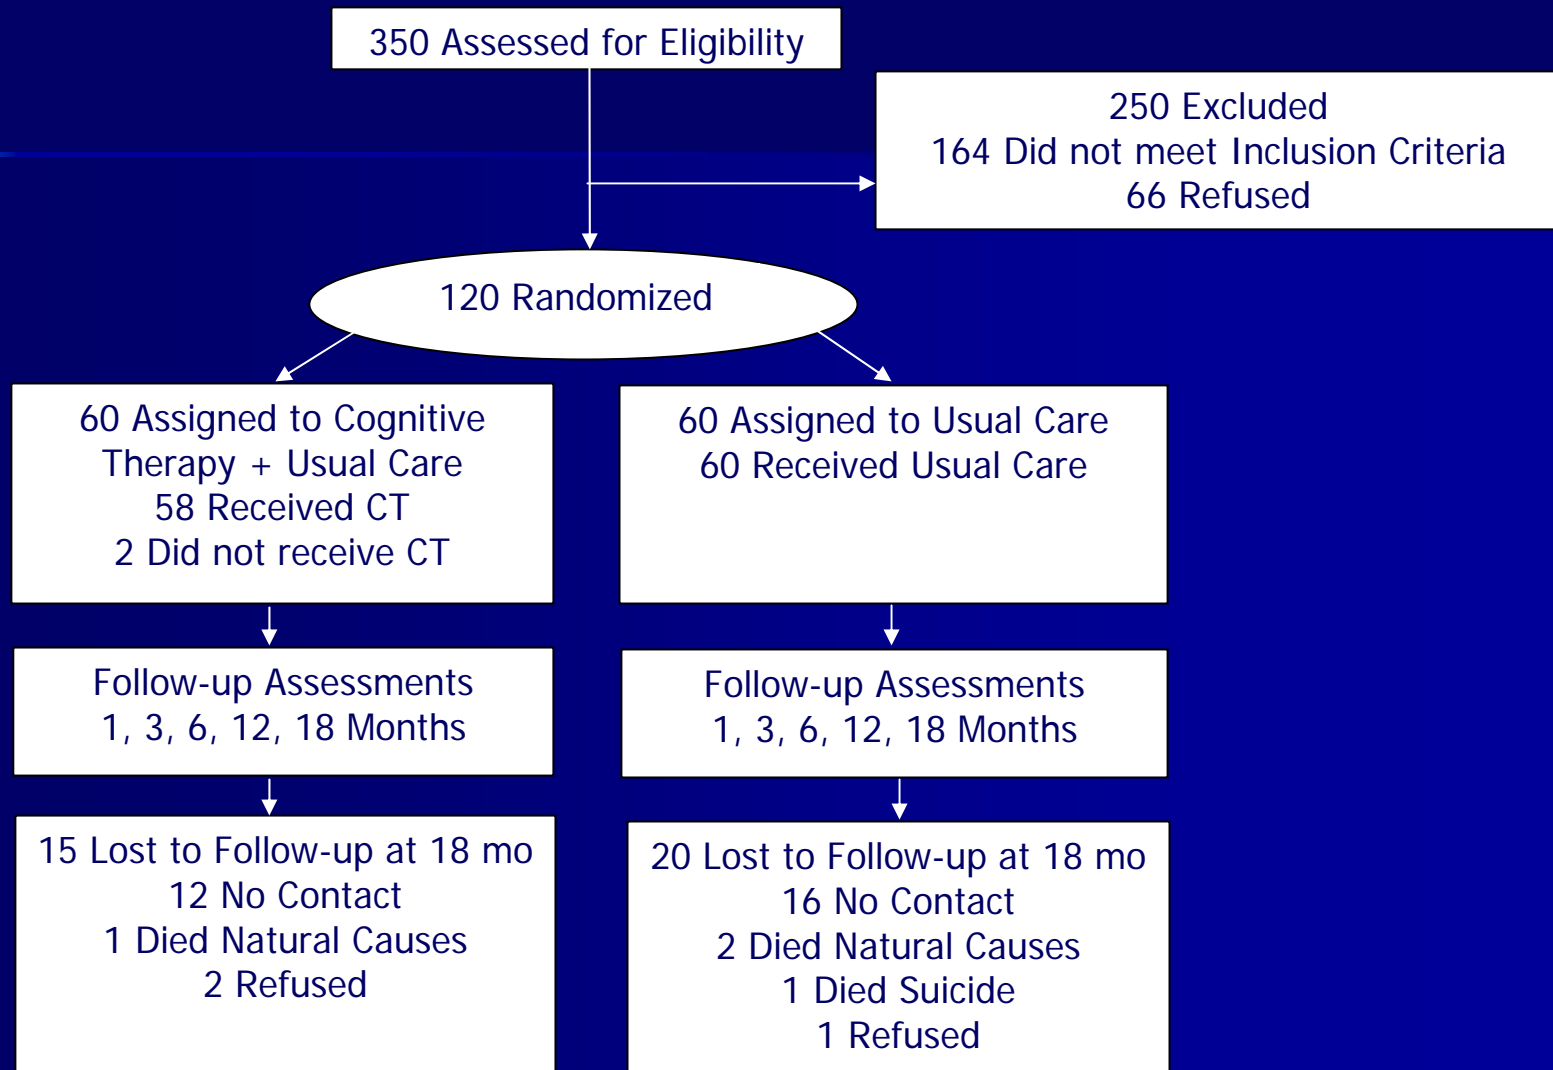 350 Assessed for Eligibility
250 Excluded
164 Did not meet Inclusion Criteria
66 Refused
120 Randomized
60 Assigned to Cognitive
Therapy + Usual Care
58 Received CT
2 Did not receive CT
60 Assigned to Usual Care
60 Received Usual Care
Follow-up Assessments
1, 3, 6, 12, 18 Months
Follow-up Assessments
1, 3, 6, 12, 18 Months
15 Lost to Follow-up at 18 mo
12 No Contact
1 Died Natural Causes
2 Refused
20 Lost to Follow-up at 18 mo
16 No Contact
2 Died Natural Causes
1 Died Suicide
1 Refused